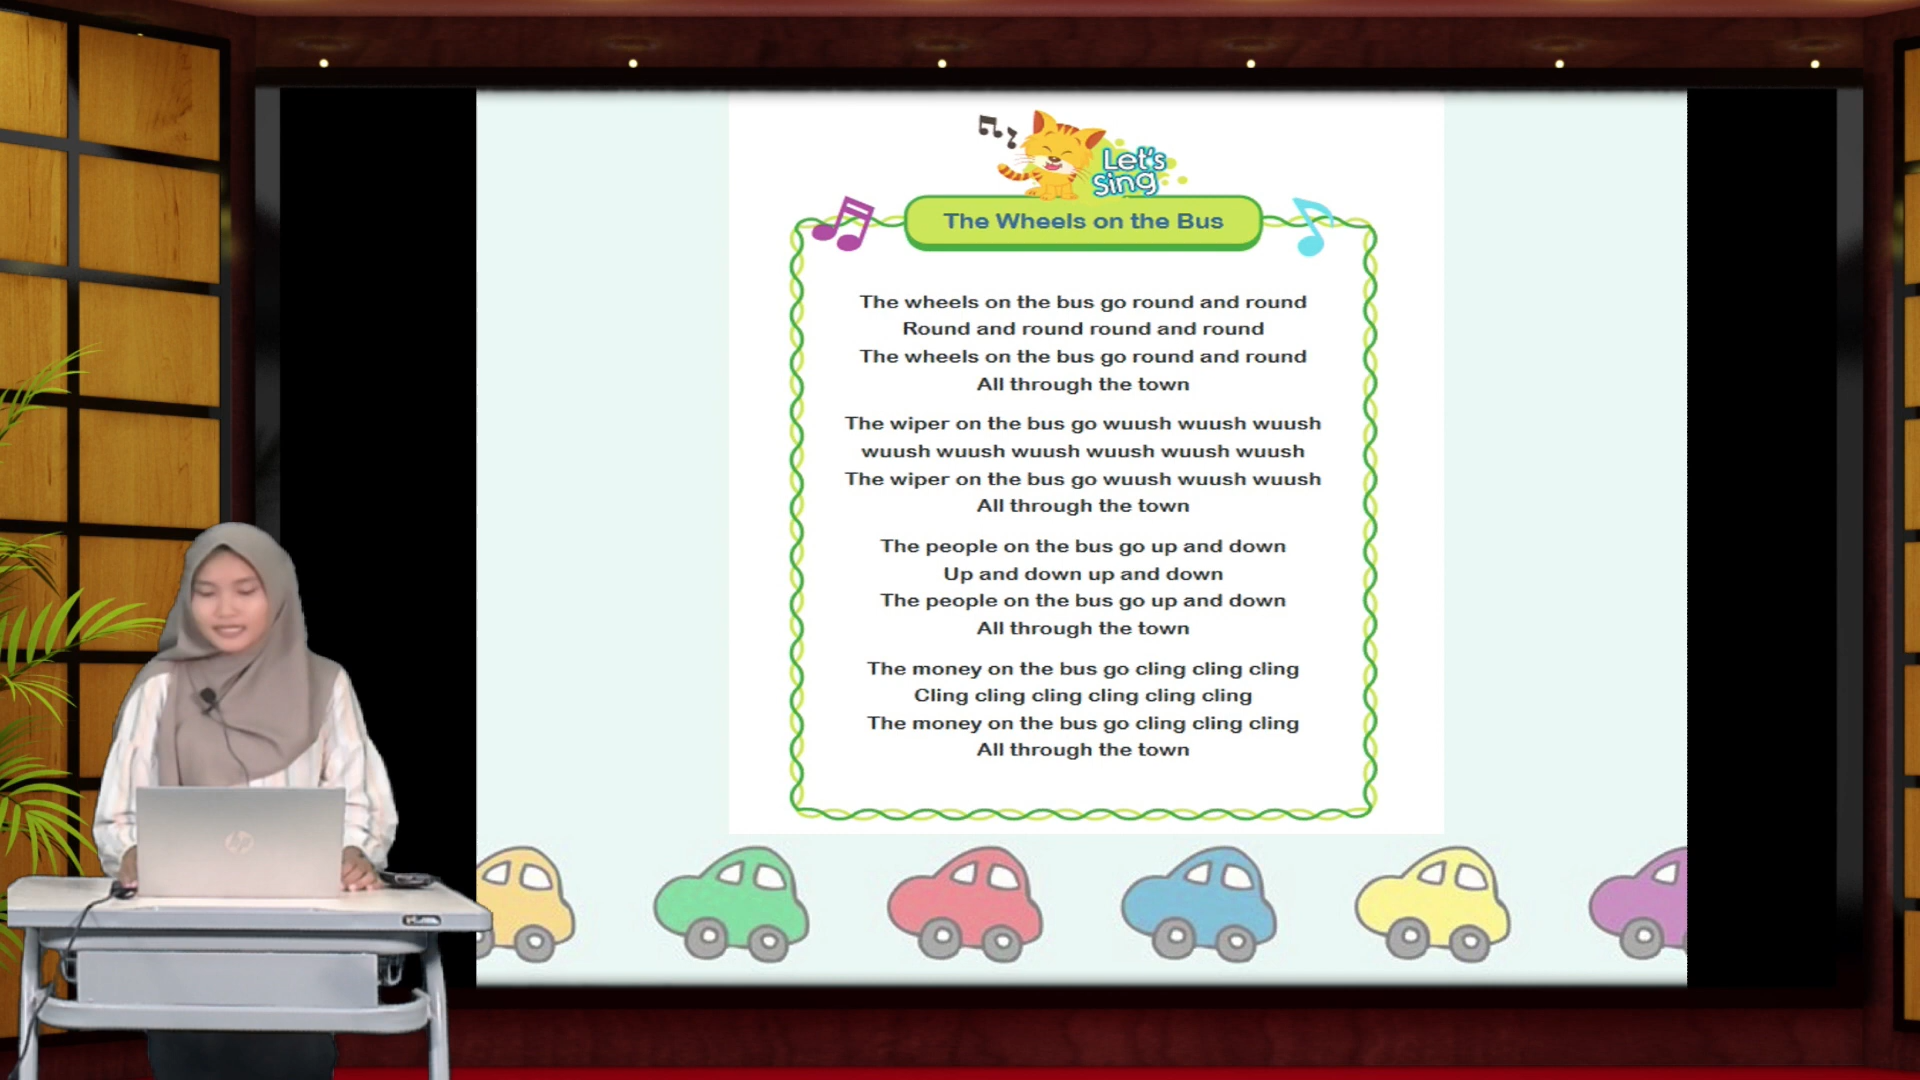 Let's
Sing
The Wheels on the Bus
The wheels on the bus go round and round
Round and round round and round
The wheels on the bus go round and round
All through the town
The wiper on the bus go wuush wuush wuush
wuush wuush wuush wuush wuush wuush
The wiper on the bus go wuush wuush wuush
All through the town
The people on the bus go up and down
Up and down up and down
The people on the bus go up and down
All through the town
The money on the bus go cling cling cling
Cling cling cling cling cling cling
The money on the bus go cling cling cling
All through the town
hp